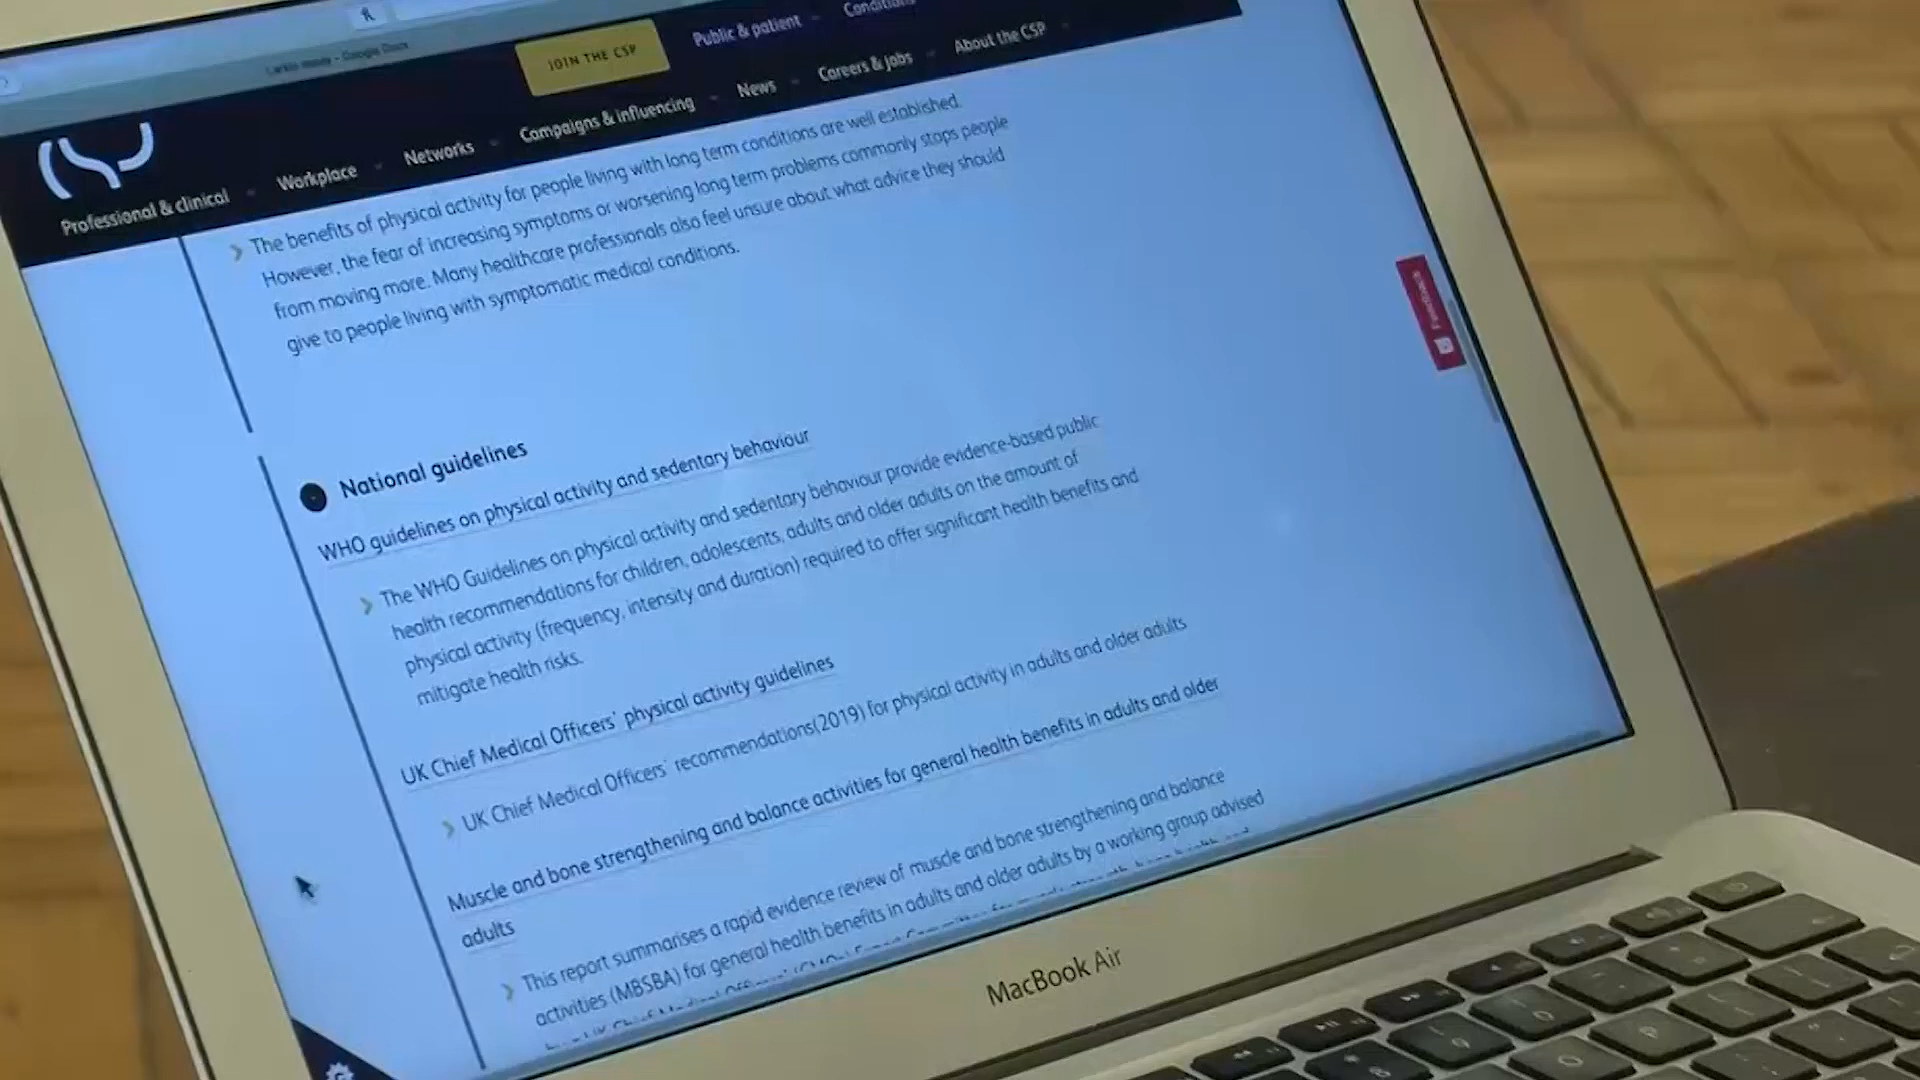 JOIN THE CSP
Public & patient
Conditions
Professional & clinical
Workplace
Networks
Campaigns & influencing
News
Careers & jobs
About the CSP
The benefits of physical activity for people living with long term conditions are well established.
However, the fear of increasing symptoms or worsening long term problems commonly stops people
from moving more. Many healthcare professionals also feel unsure about what advice they should
give to people living with symptomatic medical conditions.
Feedback
National guidelines
WHO guidelines on physical activity and sedentary behaviour
The WHO Guidelines on physical activity and sedentary behaviour provide evidence-based public
health recommendations for children, adolescents, adults and older adults on the amount of
physical activity (frequency, intensity and duration) required to offer significant health benefits and
mitigate health risks.
UK Chief Medical Officers' physical activity guidelines
UK Chief Medical Officers' recommendations(2019) for physical activity in adults and older adults
Muscle and bone strengthening and balance activities for general health benefits in adults and older
adults
This report summarises a rapid evidence review of muscle and bone strengthening and balance
activities (MBSBA) for general health benefits in adults and older adults by a working group advised
MacBook Air